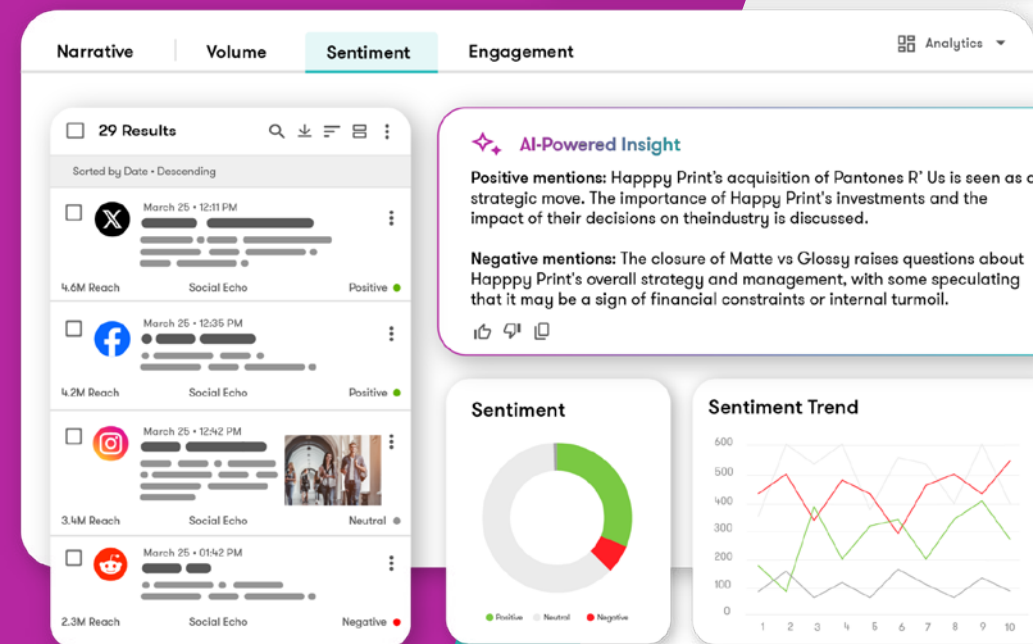 Narrative
Volume
Sentiment
Engagement
Analytics
29 Results
Sorted by Date • Descending
March 25 • 12:11 PM
4.6M Reach
Social Echo
Positive
March 25 • 12:35 PM
4.2M Reach
Social Echo
Positive
March 25 • 12:42 PM
3.4M Reach
Social Echo
Neutral
March 25 • 01:42 PM
2.3M Reach
Social Echo
Negative
AI-Powered Insight
Positive mentions: Happpy Print's acquisition of Pantones R' Us is seen as a
strategic move. The importance of Happy Print's investments and the
impact of their decisions on theindustry is discussed.
Negative mentions: The closure of Matte vs Glossy raises questions about
Happpy Print's overall strategy and management, with some speculating
that it may be a sign of financial constraints or internal turmoil.
Sentiment
Positive
Neutral
Negative
Sentiment Trend
600
500
400
300
200
100
0
1 2 3 4 5 6 7 8 9 10